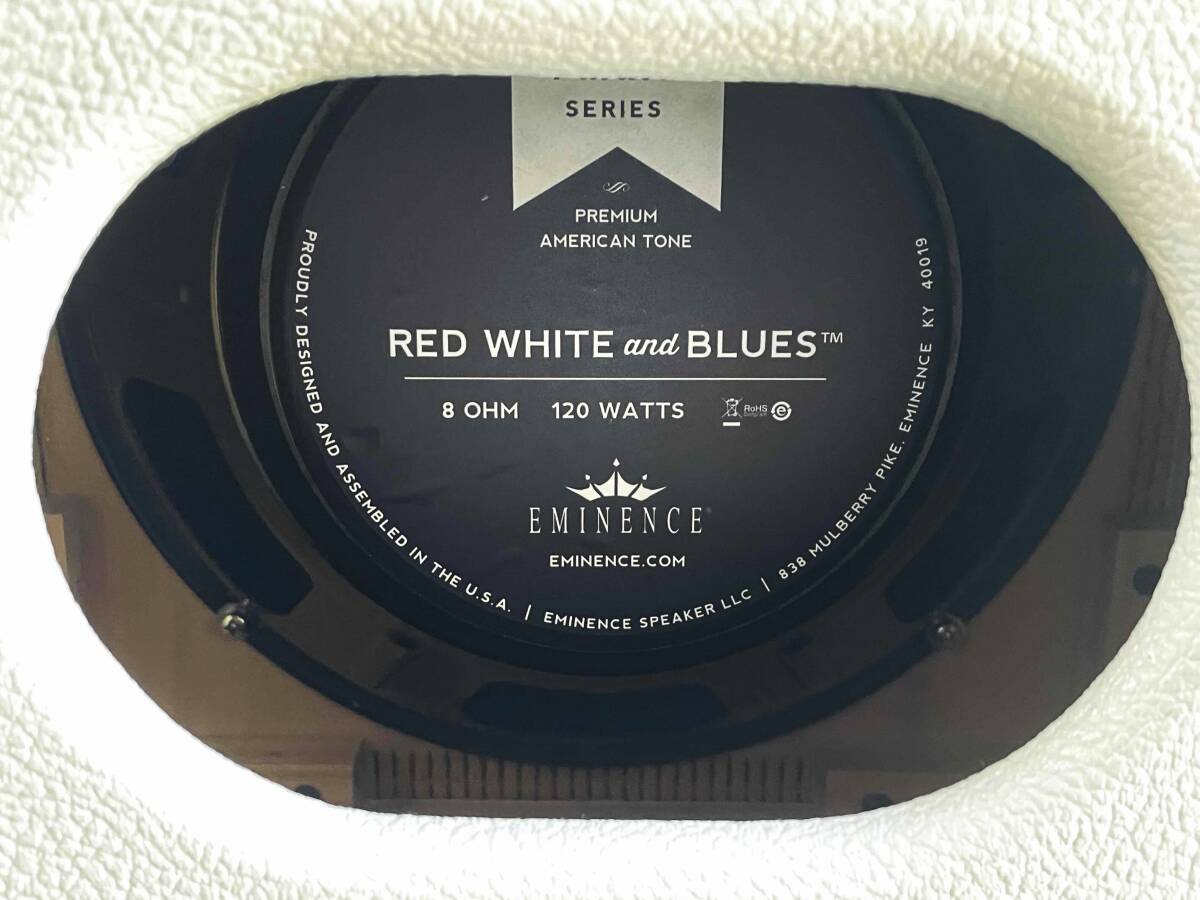 SERIES
PREMIUM
AMERICAN TONE
RED WHITE and BLUES™
8 OHM 120 WATTS
RoHS
EMINENCE®
EMINENCE.COM
PROUDLY DESIGNED AND ASSEMBLED IN THE U.S.A. | EMINENCE SPEAKER LLC | 838 MULBERRY PIKE, EMINENCE KY 40019